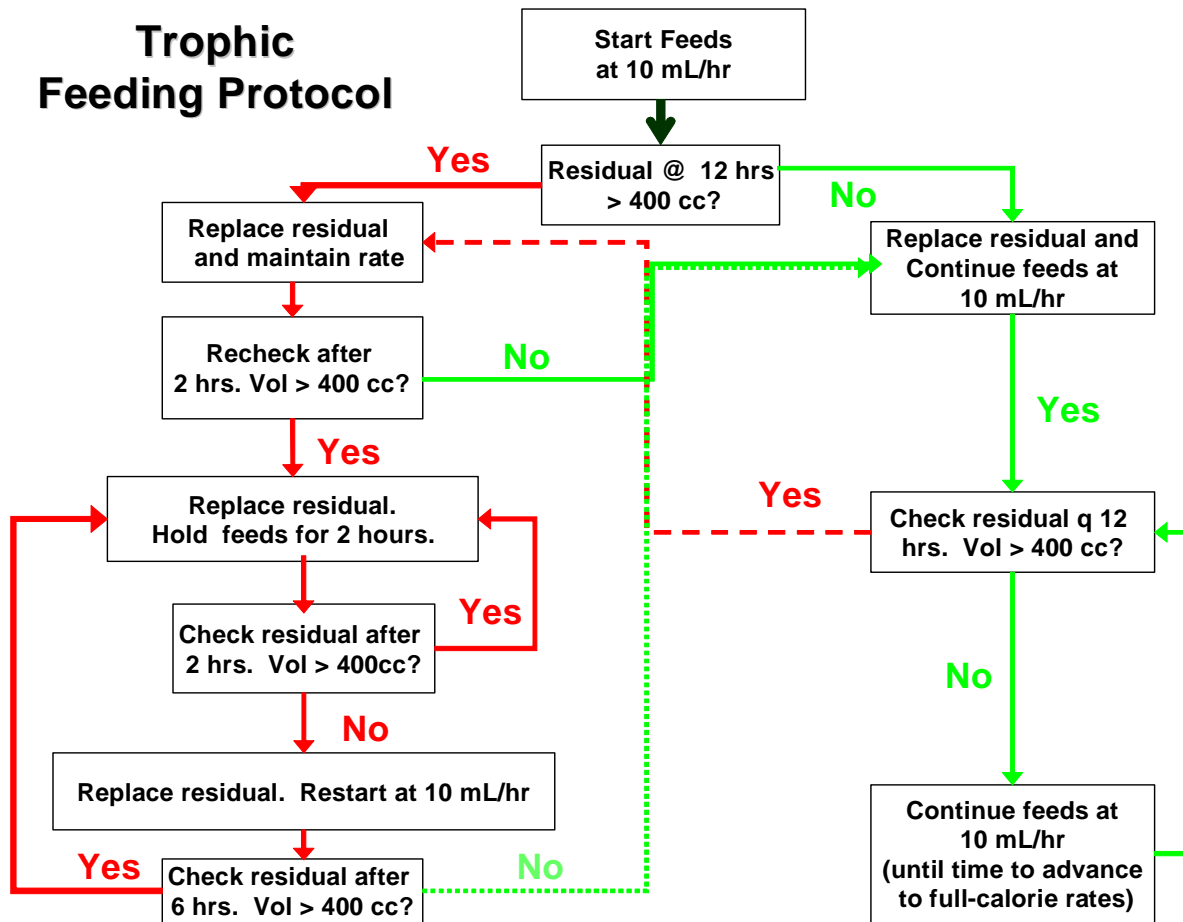 Trophic
Feeding Protocol
Start Feeds
at 10 mL/hr
Yes
Residual @ 12 hrs
> 400 cc?
No
Replace residual
and maintain rate
Replace residual and
Continue feeds at
10 mL/hr
Recheck after
2 hrs. Vol > 400 cc?
No
Yes
Yes
Replace residual.
Hold feeds for 2 hours.
Yes
Check residual q 12
hrs. Vol > 400 cc?
Yes
Check residual after
2 hrs. Vol > 400cc?
No
No
Replace residual. Restart at 10 mL/hr
Continue feeds at
10 mL/hr
(until time to advance
to full-calorie rates)
Yes
No
Check residual after
6 hrs. Vol > 400 cc?